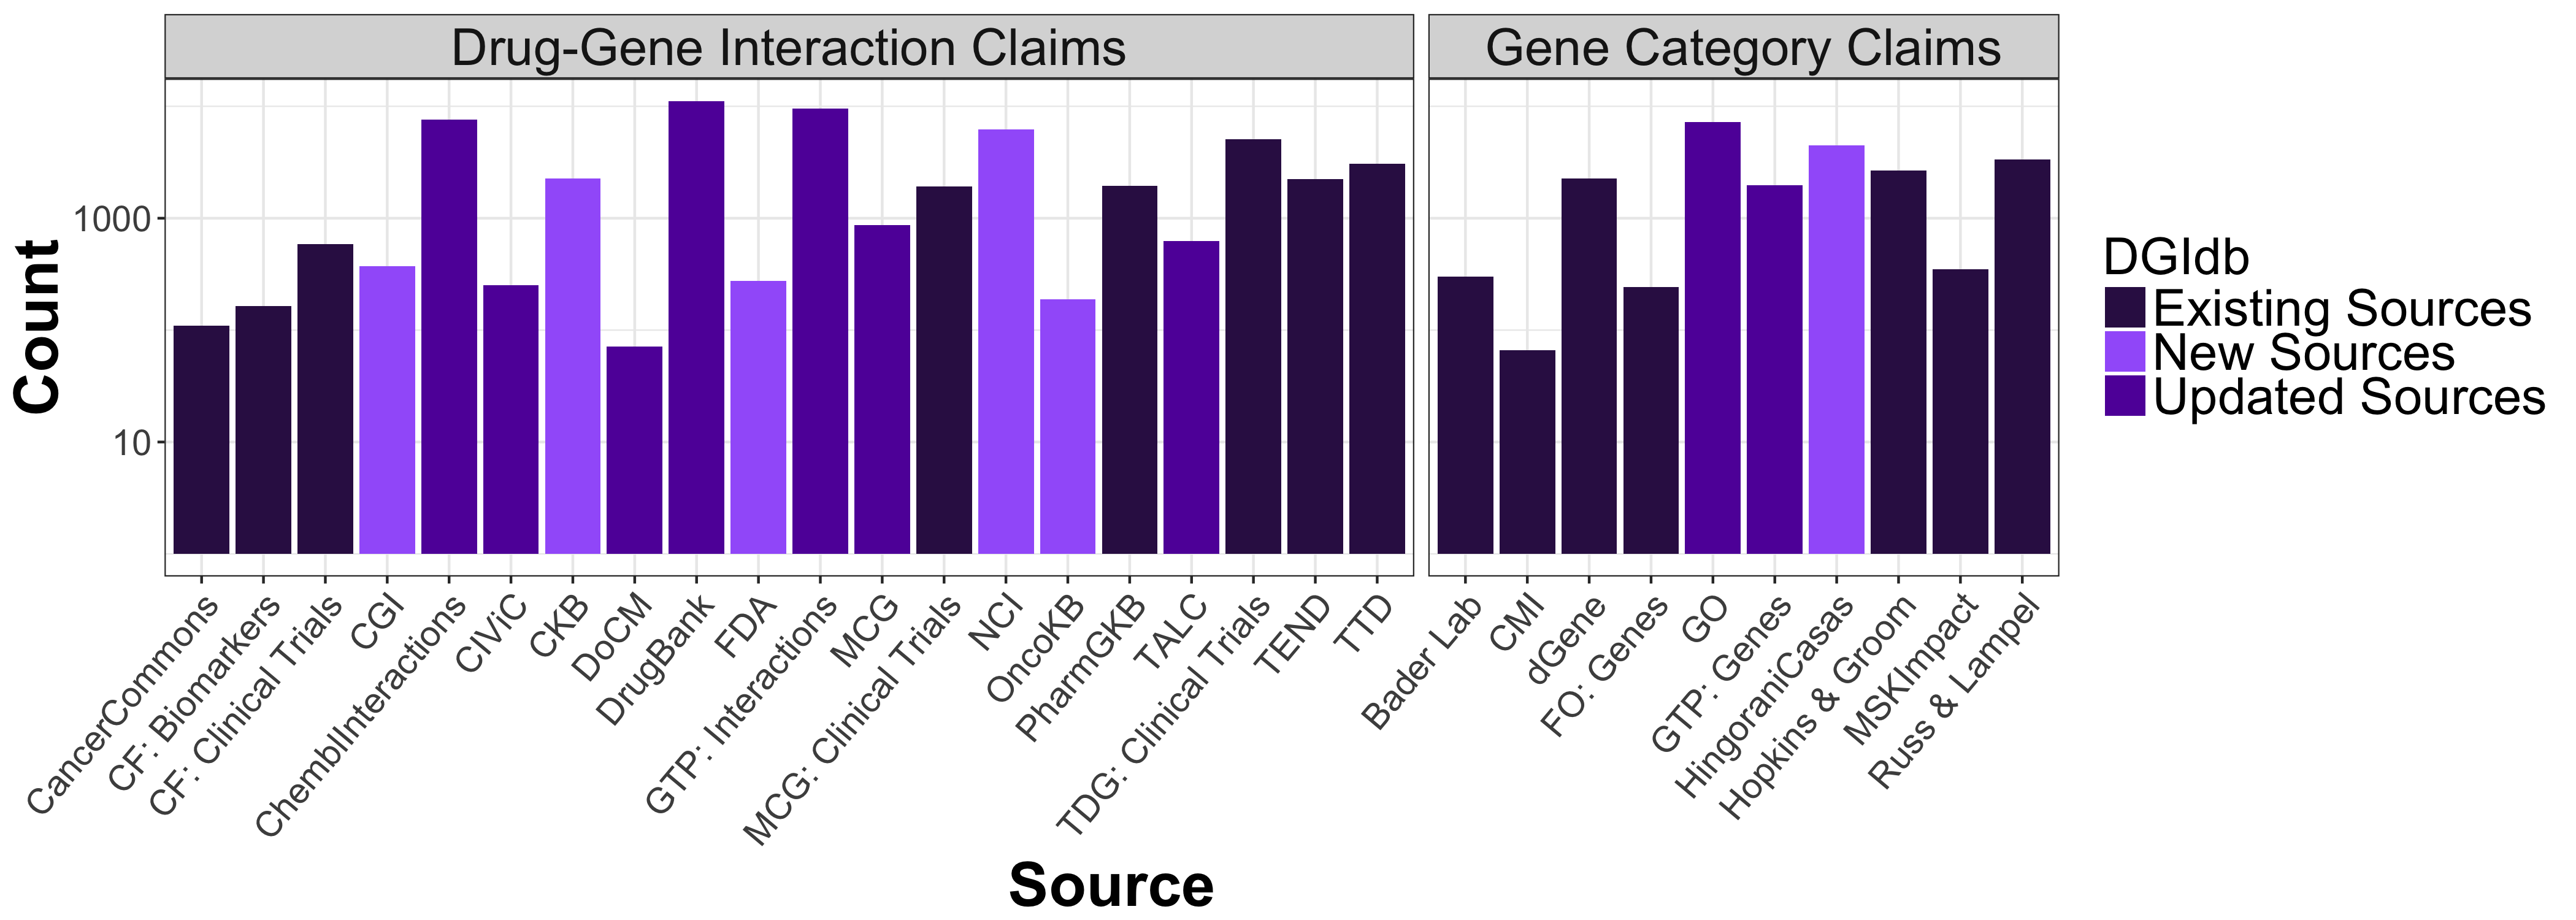 Drug-Gene Interaction Claims
Gene Category Claims
Count
1000
10
CancerCommons
CF: Biomarkers
CF: Clinical Trials
CGI
ChemblInteractions
CIViC
CKB
DoCM
DrugBank
FDA
GTP: Interactions
MCG
MCG: Clinical Trials
NCI
OncoKB
PharmGKB
TALC
TDG: Clinical Trials
TEND
TTD
Bader Lab
CMI
dGene
FO: Genes
GO
GTP: Genes
HingoraniCasas
Hopkins & Groom
MSKImpact
Russ & Lampel
Source
DGIdb
Existing Sources
New Sources
Updated Sources